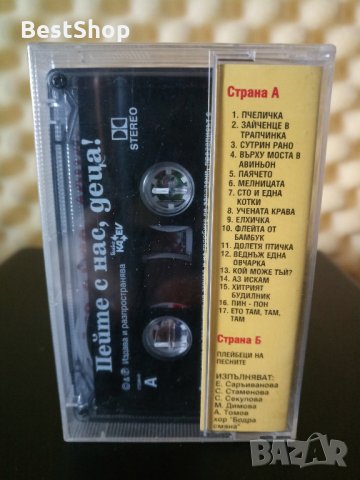 BestShop
Пейте с нас, деца!
© & ℗ Издава и разпространява
DOLBY STEREO
A
Страна А
1. ПЧЕЛИЧКА
2. ЗАЙЧЕНЦЕ В
ТРАПЧИНКА
3. СУТРИН РАНО
4. ВЪРХУ МОСТА В
АВИНЬОН
5. ПАЯЧЕТО
6. МЕЛНИЦАТА
7. СТО И ЕДНА
КОТКИ
8. УЧЕНАТА КРАВА
9. ЕЛХИЧКА
10. ФЛЕЙТА ОТ
БАМБУК
11. ДОЛЕТЯ ПТИЧКА
12. ВЕДНЪЖ ЕДНА
ОВЧАРКА
13. КОЙ МОЖЕ ТЪЙ?
14. АЗ ИСКАМ
15. ХИТРИЯТ
БУДИЛНИК
16. ПИН - ПОН
17. ЕТО ТАМ, ТАМ,
ТАМ
Страна Б
ПЛЕЙБЕЦИ НА
ПЕСНИТЕ
ИЗПЪЛНЯВАТ:
Е. Саръиванова
С. Стаменова
С. Секулова
М. Димова
А. Томов
хор "Бодра
смяна"
BAZAR